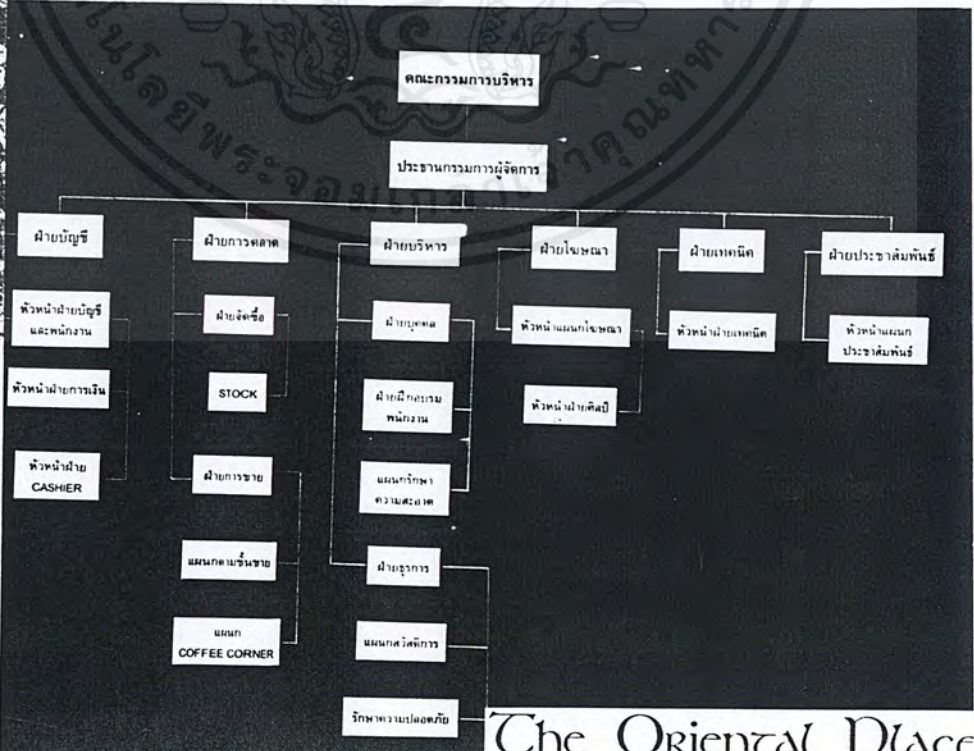 คณะกรรมการบริหาร
ประธานกรรมการผู้จัดการ
ฝ่ายบัญชี
ฝ่ายการตลาด
ฝ่ายบริหาร
ฝ่ายโฆษณา
ฝ่ายเทคนิค
ฝ่ายประชาสัมพันธ์
หัวหน้าฝ่ายบัญชี
และพนักงาน
ฝ่ายจัดซื้อ
ฝ่ายบุคคล
หัวหน้าแผนกโฆษณา
หัวหน้าฝ่ายเทคนิค
หัวหน้าแผนก
ประชาสัมพันธ์
หัวหน้าฝ่ายการเงิน
STOCK
ฝ่ายฝึกอบรม
พนักงาน
หัวหน้าฝ่ายศิลป์
หัวหน้าฝ่าย
CASHIER
ฝ่ายการขาย
แผนกรักษา
ความสะอาด
แผนกตามชั้นขาย
ฝ่ายธุรการ
แผนก
COFFEE CORNER
แผนกสวัสดิการ
รักษาความปลอดภัย
The Oriental Place